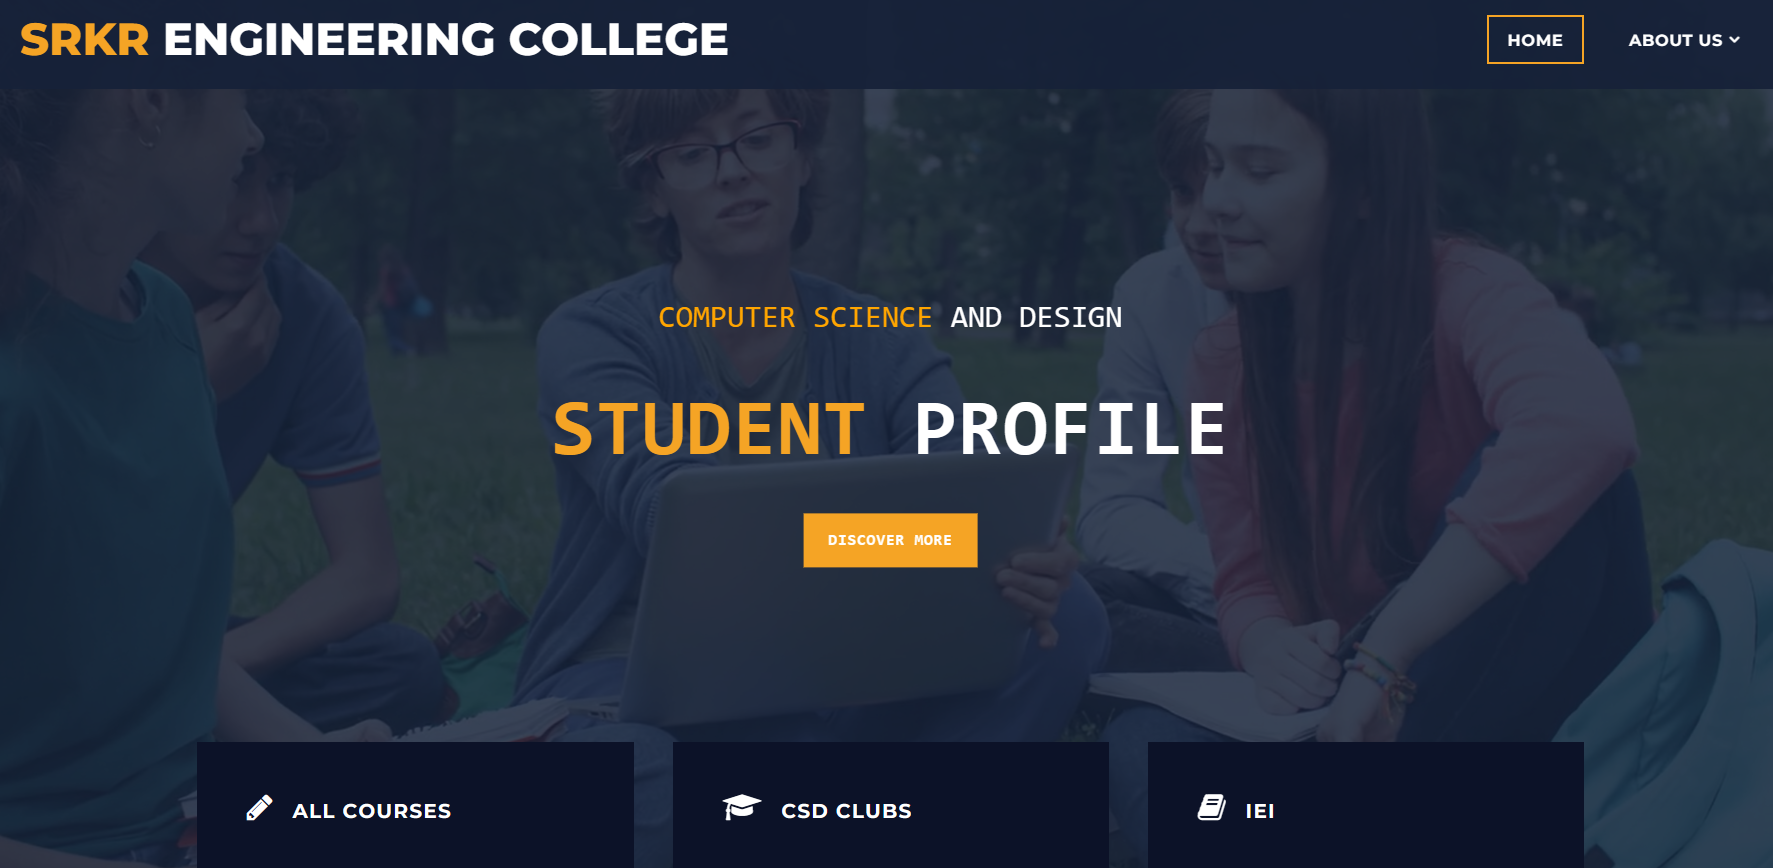 SRKR ENGINEERING COLLEGE
HOME
ABOUT US
COMPUTER SCIENCE AND DESIGN
STUDENT PROFILE
DISCOVER MORE
ALL COURSES
CSD CLUBS
IEI